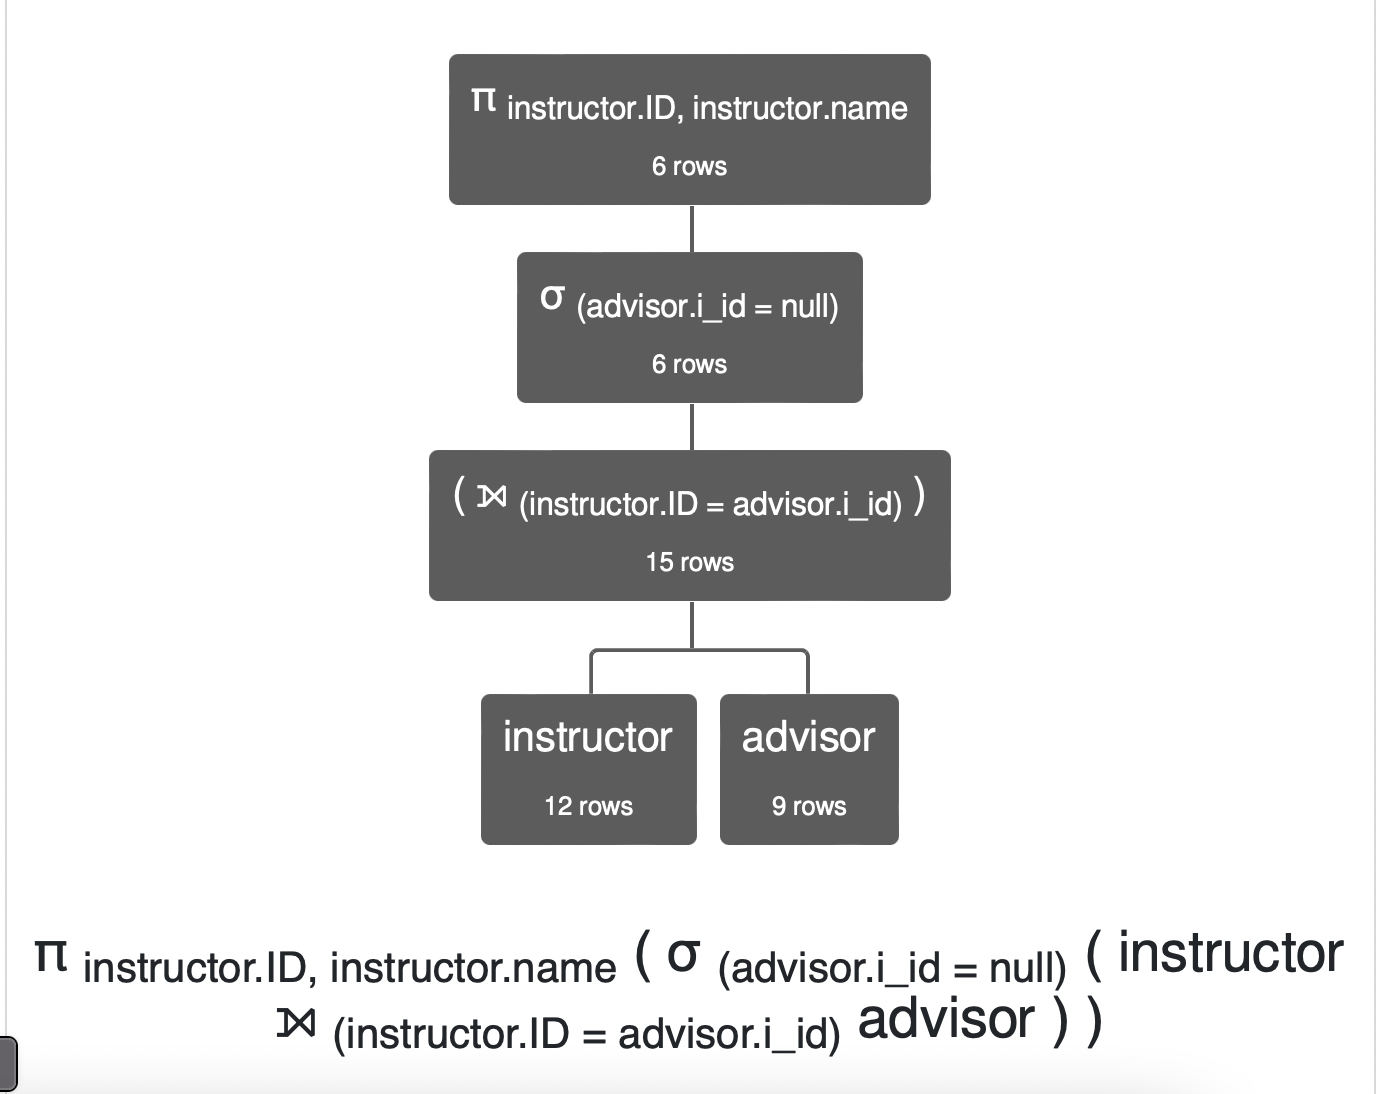 π instructor.ID, instructor.name
6 rows
σ (advisor.i_id = null)
6 rows
( ⟕ (instructor.ID = advisor.i_id) )
15 rows
instructor
12 rows
advisor
9 rows
π instructor.ID, instructor.name ( σ (advisor.i_id = null) ( instructor
⟕ (instructor.ID = advisor.i_id) advisor ) )